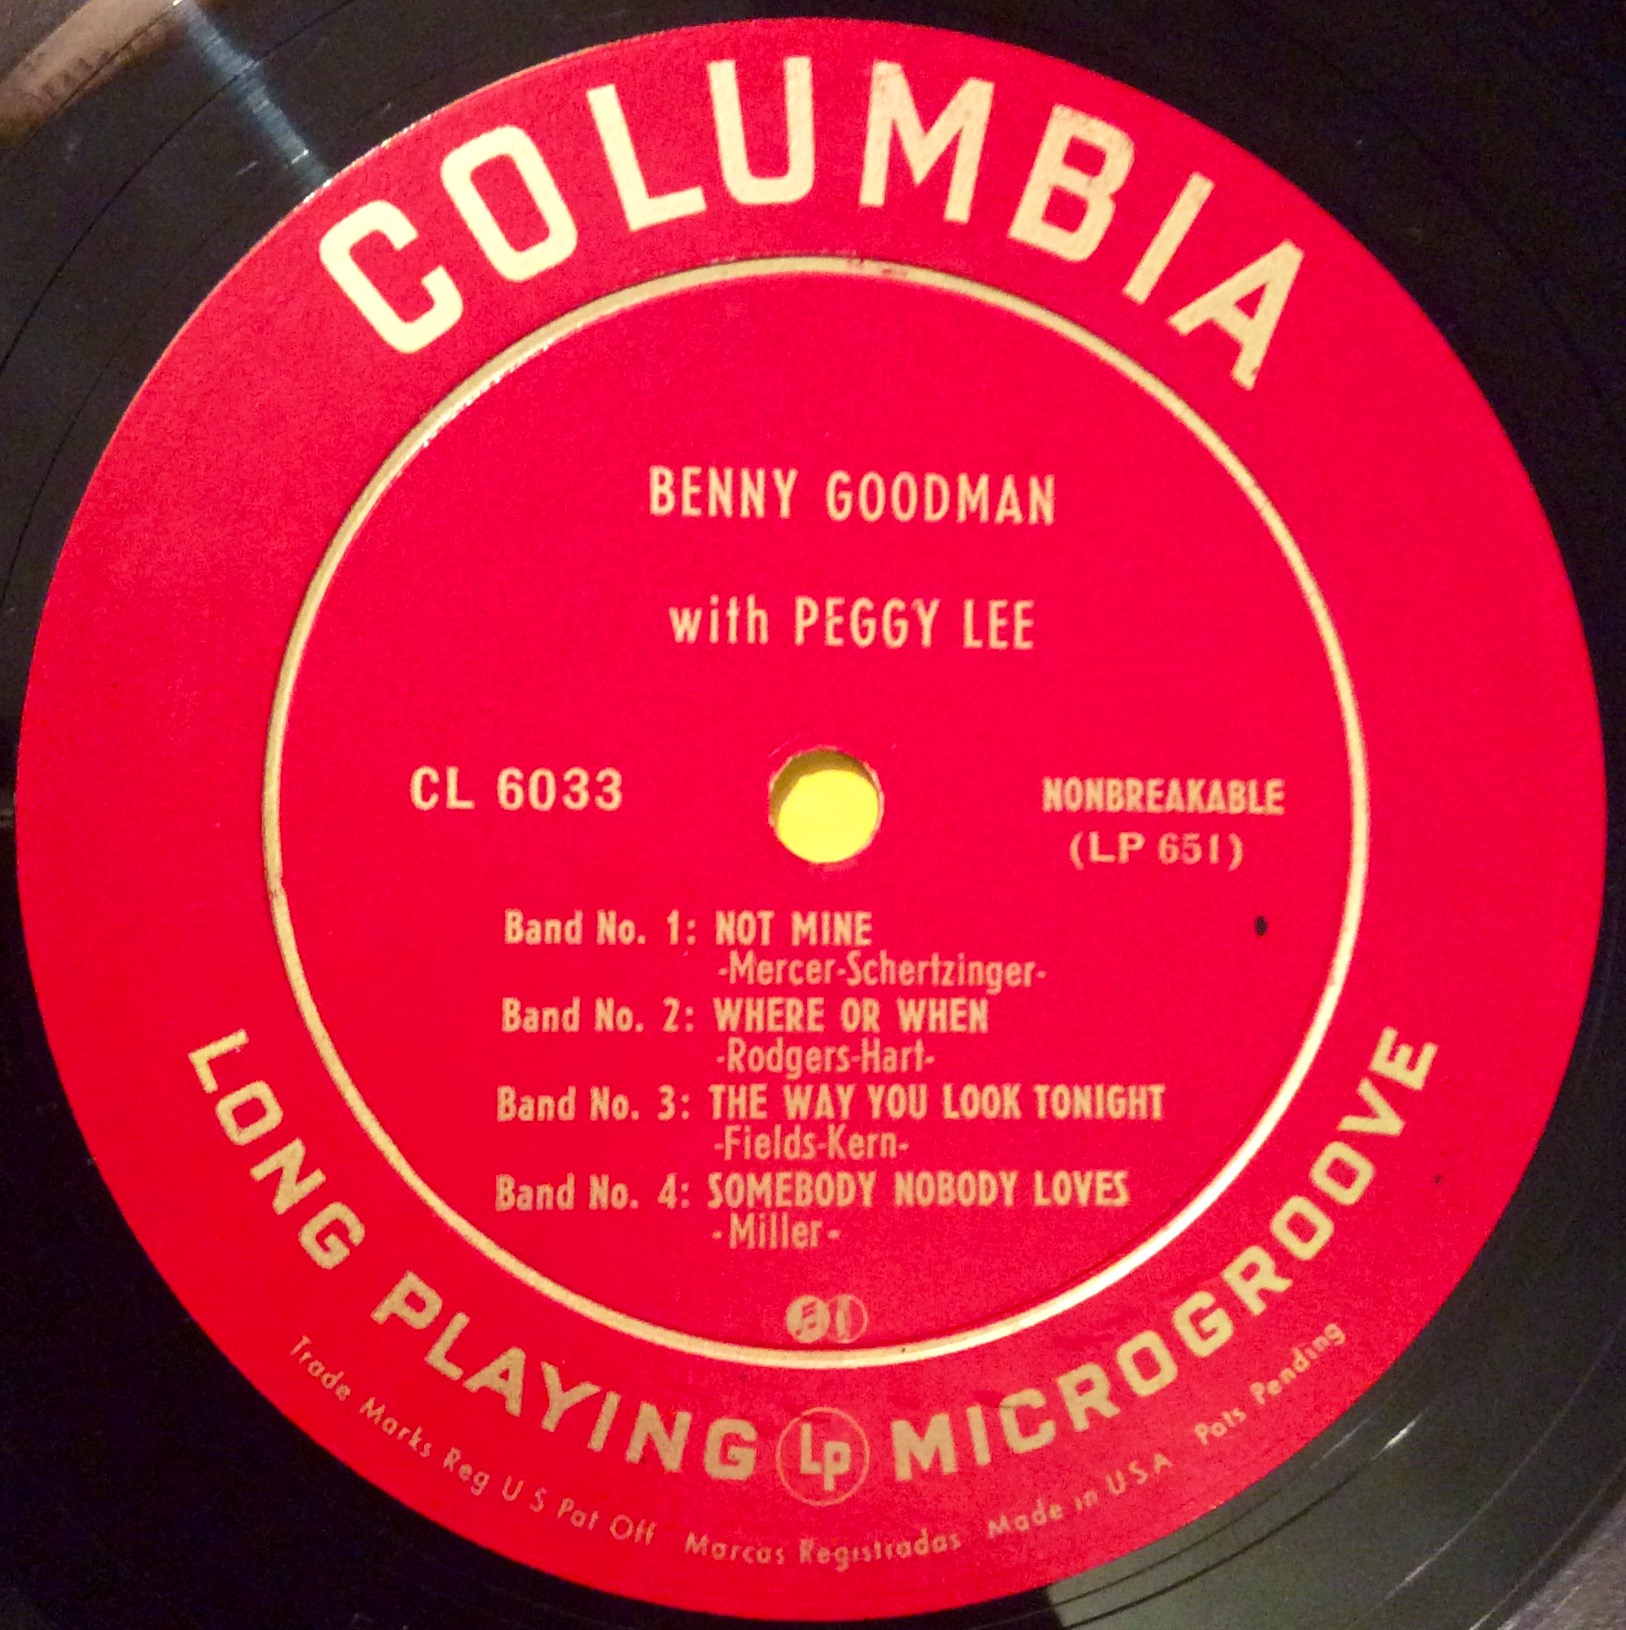 COLUMBIA
BENNY GOODMAN
with PEGGY LEE
CL 6033
NONBREAKABLE
(LP 651)
Band No. 1: NOT MINE
-Mercer-Schertzinger-
Band No. 2: WHERE OR WHEN
-Rodgers-Hart-
Band No. 3: THE WAY YOU LOOK TONIGHT
-Fields-Kern-
Band No. 4: SOMEBODY NOBODY LOVES
-Miller-
LONG PLAYING Lp MICROGROOVE
Trade Marks Reg U S Pat Off Marcas Registradas Made in U.S.A Pats Pending